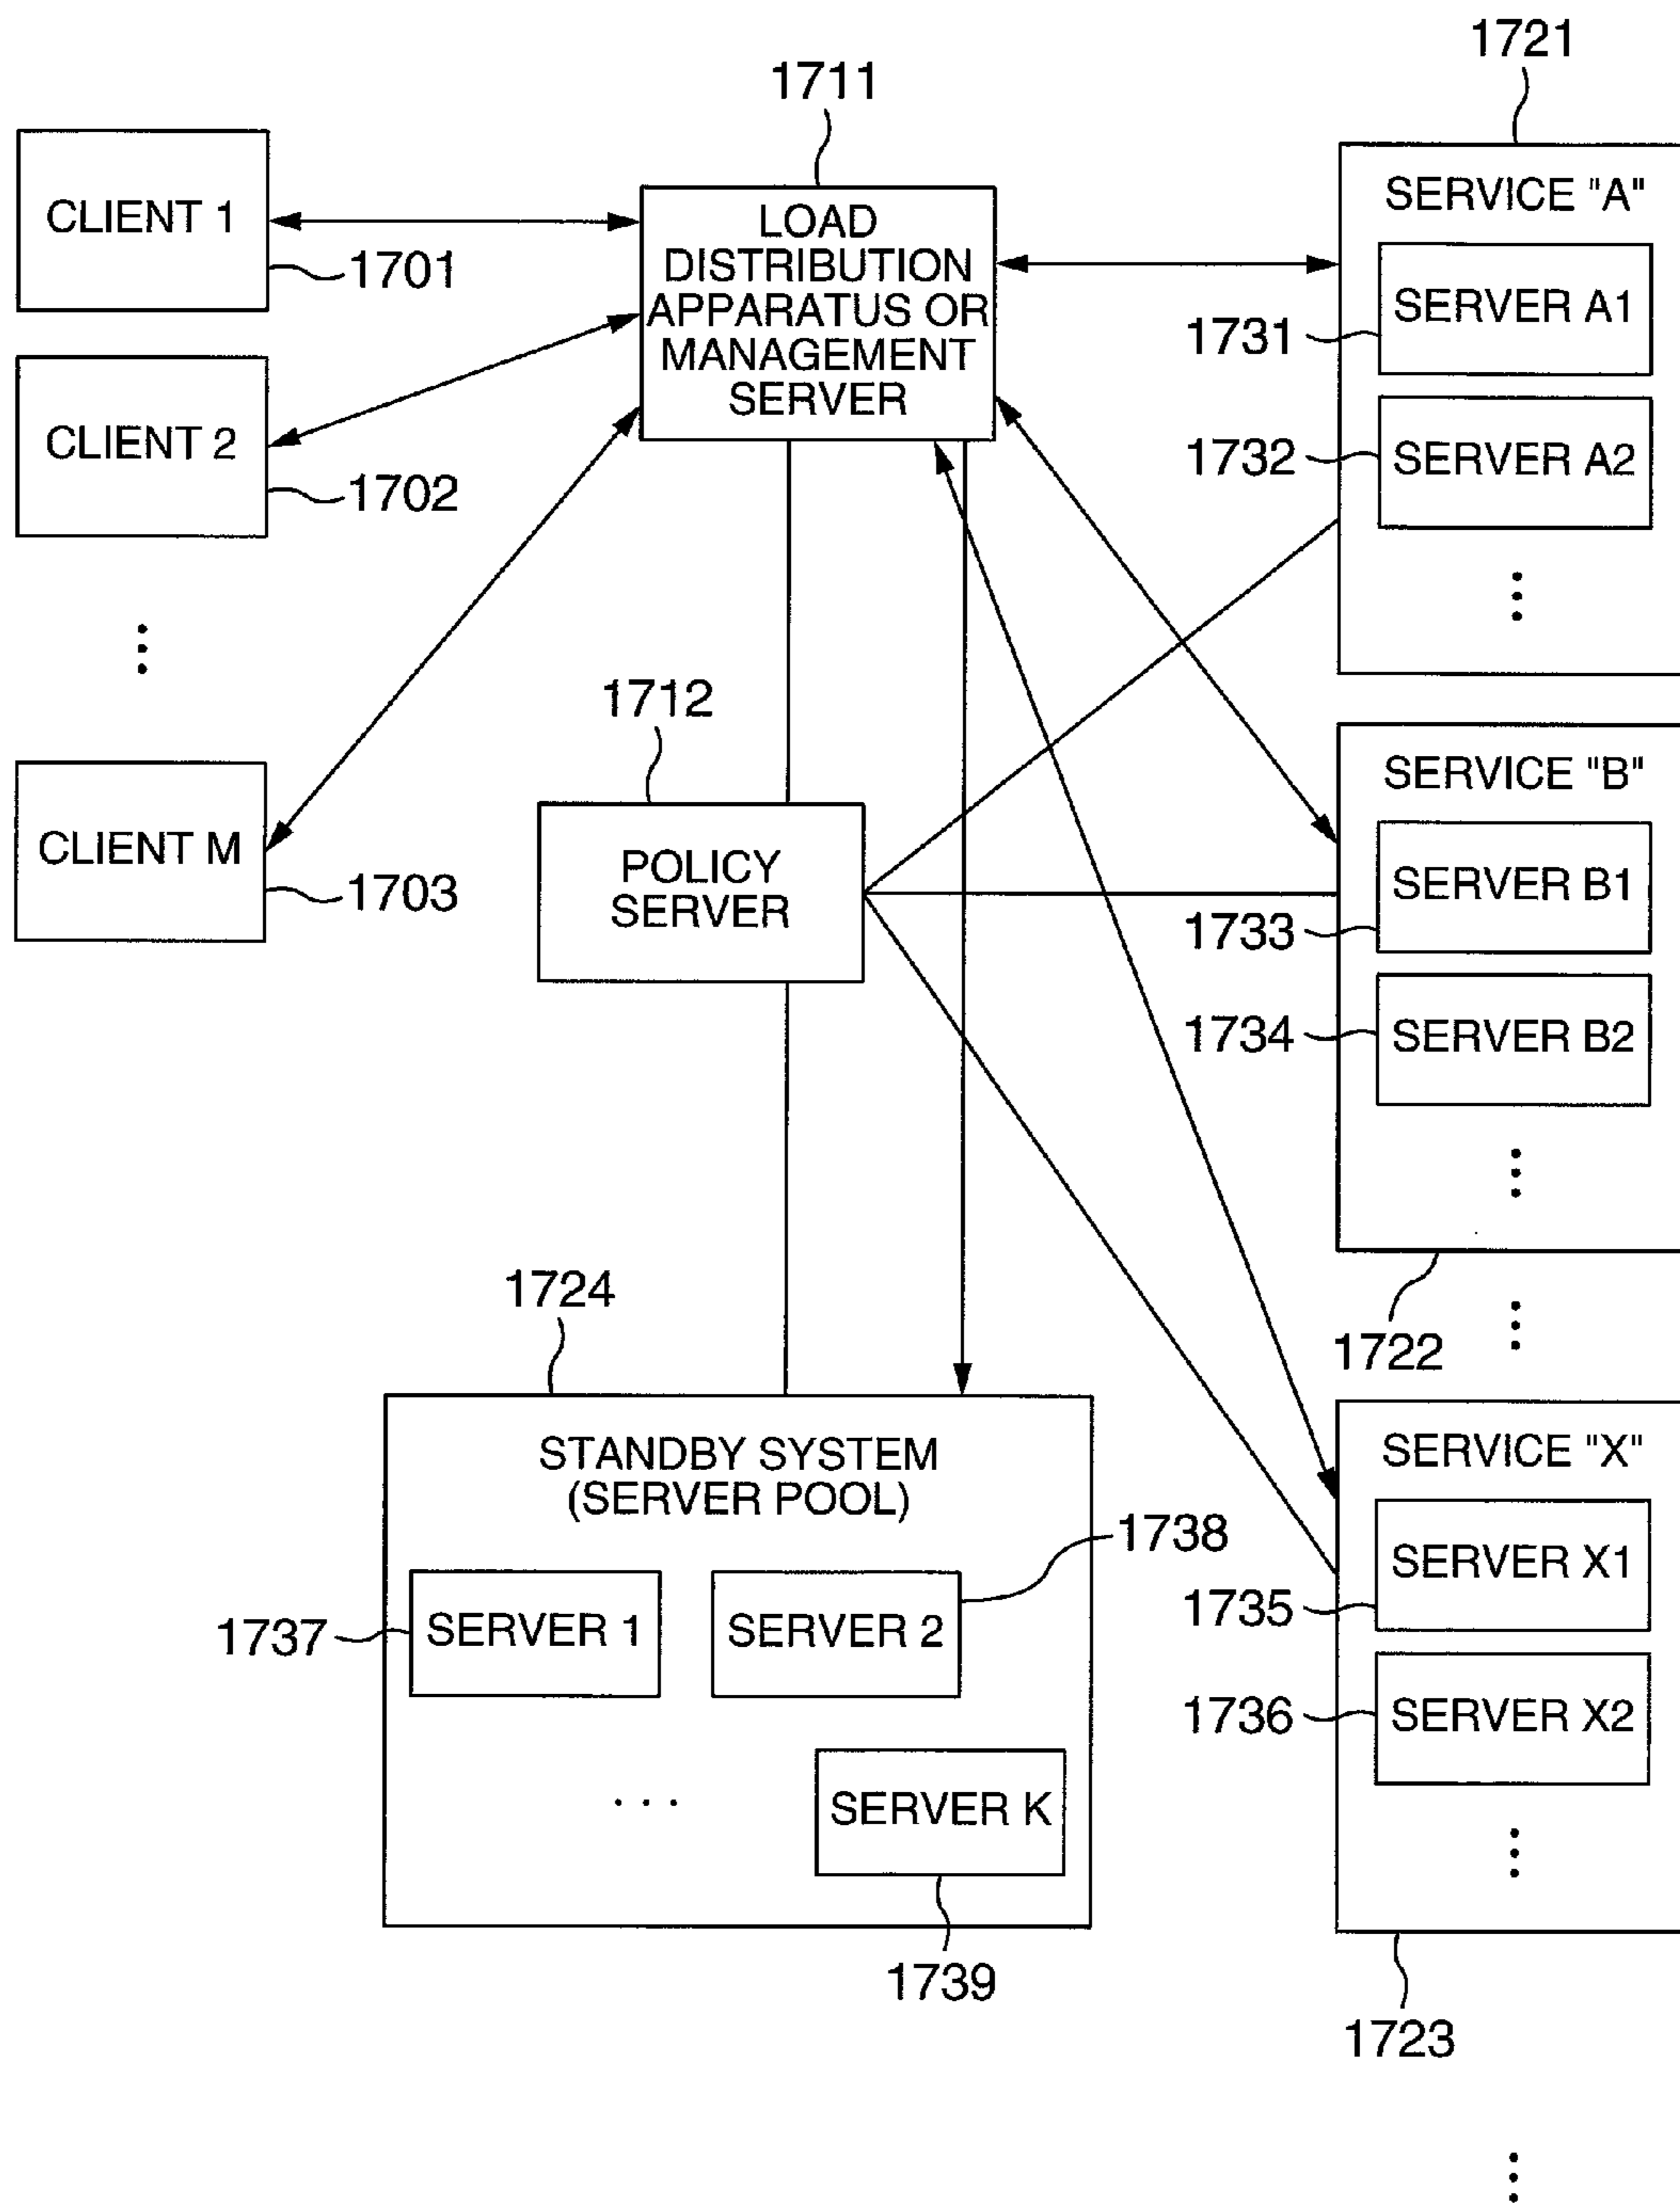 1721
1711
CLIENT 1
1701
LOAD
DISTRIBUTION
APPARATUS OR
MANAGEMENT
SERVER
SERVICE "A"
SERVER A1
1731
CLIENT 2
1702
1732
SERVER A2
1712
SERVICE "B"
CLIENT M
1703
POLICY
SERVER
SERVER B1
1733
1734
SERVER B2
1724
1722
STANDBY SYSTEM
(SERVER POOL)
SERVICE "X"
1738
SERVER X1
1735
1737
SERVER 1
SERVER 2
1736
SERVER X2
. . .
SERVER K
1739
1723